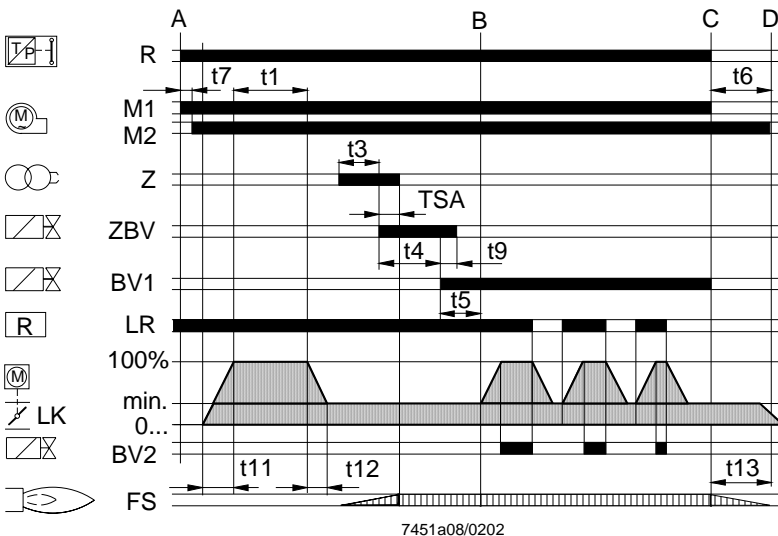 A B C D
T P R
t7 t1 t6
M M1
M2
t3
Z
TSA
ZBV
t4 t9
BV1
t5
R LR
100%
M
min.
LK
0...
BV2
t11 t12 t13
FS
7451a08/0202